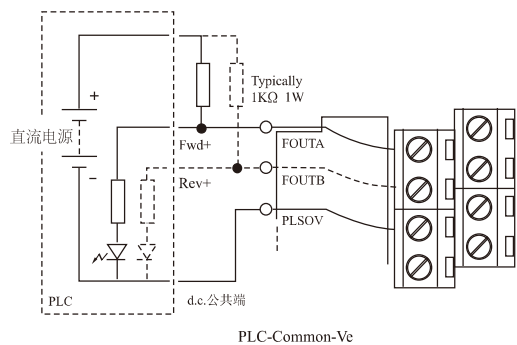 +
Typically
1KΩ 1W
直流电源
Fwd+
FOUTA
−
Rev+
FOUTB
PLSOV
PLC
d.c.公共端
PLC-Common-Ve